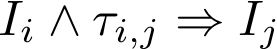 I_i ∧ τ_{i,j} ⇒ I_j